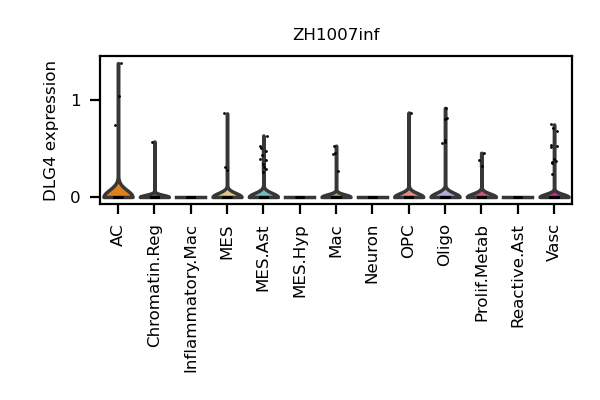 ZH1007inf
DLG4 expression
1
0
AC
Chromatin.Reg
Inflammatory.Mac
MES
MES.Ast
MES.Hyp
Mac
Neuron
OPC
Oligo
Prolif.Metab
Reactive.Ast
Vasc